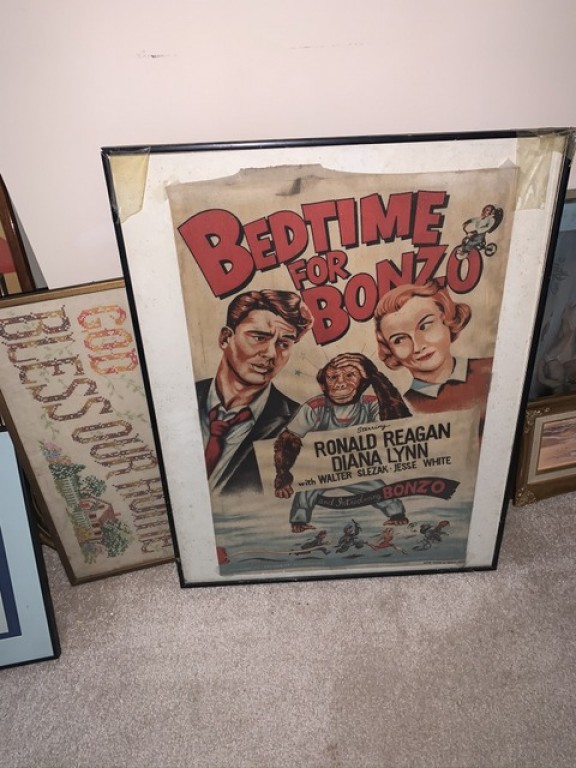 BEDTIME
FOR
BONZO
Starring
RONALD REAGAN
DIANA LYNN
with WALTER SLEZAK · JESSE WHITE
and Introducing BONZO
GOD
BLESS OUR HOME